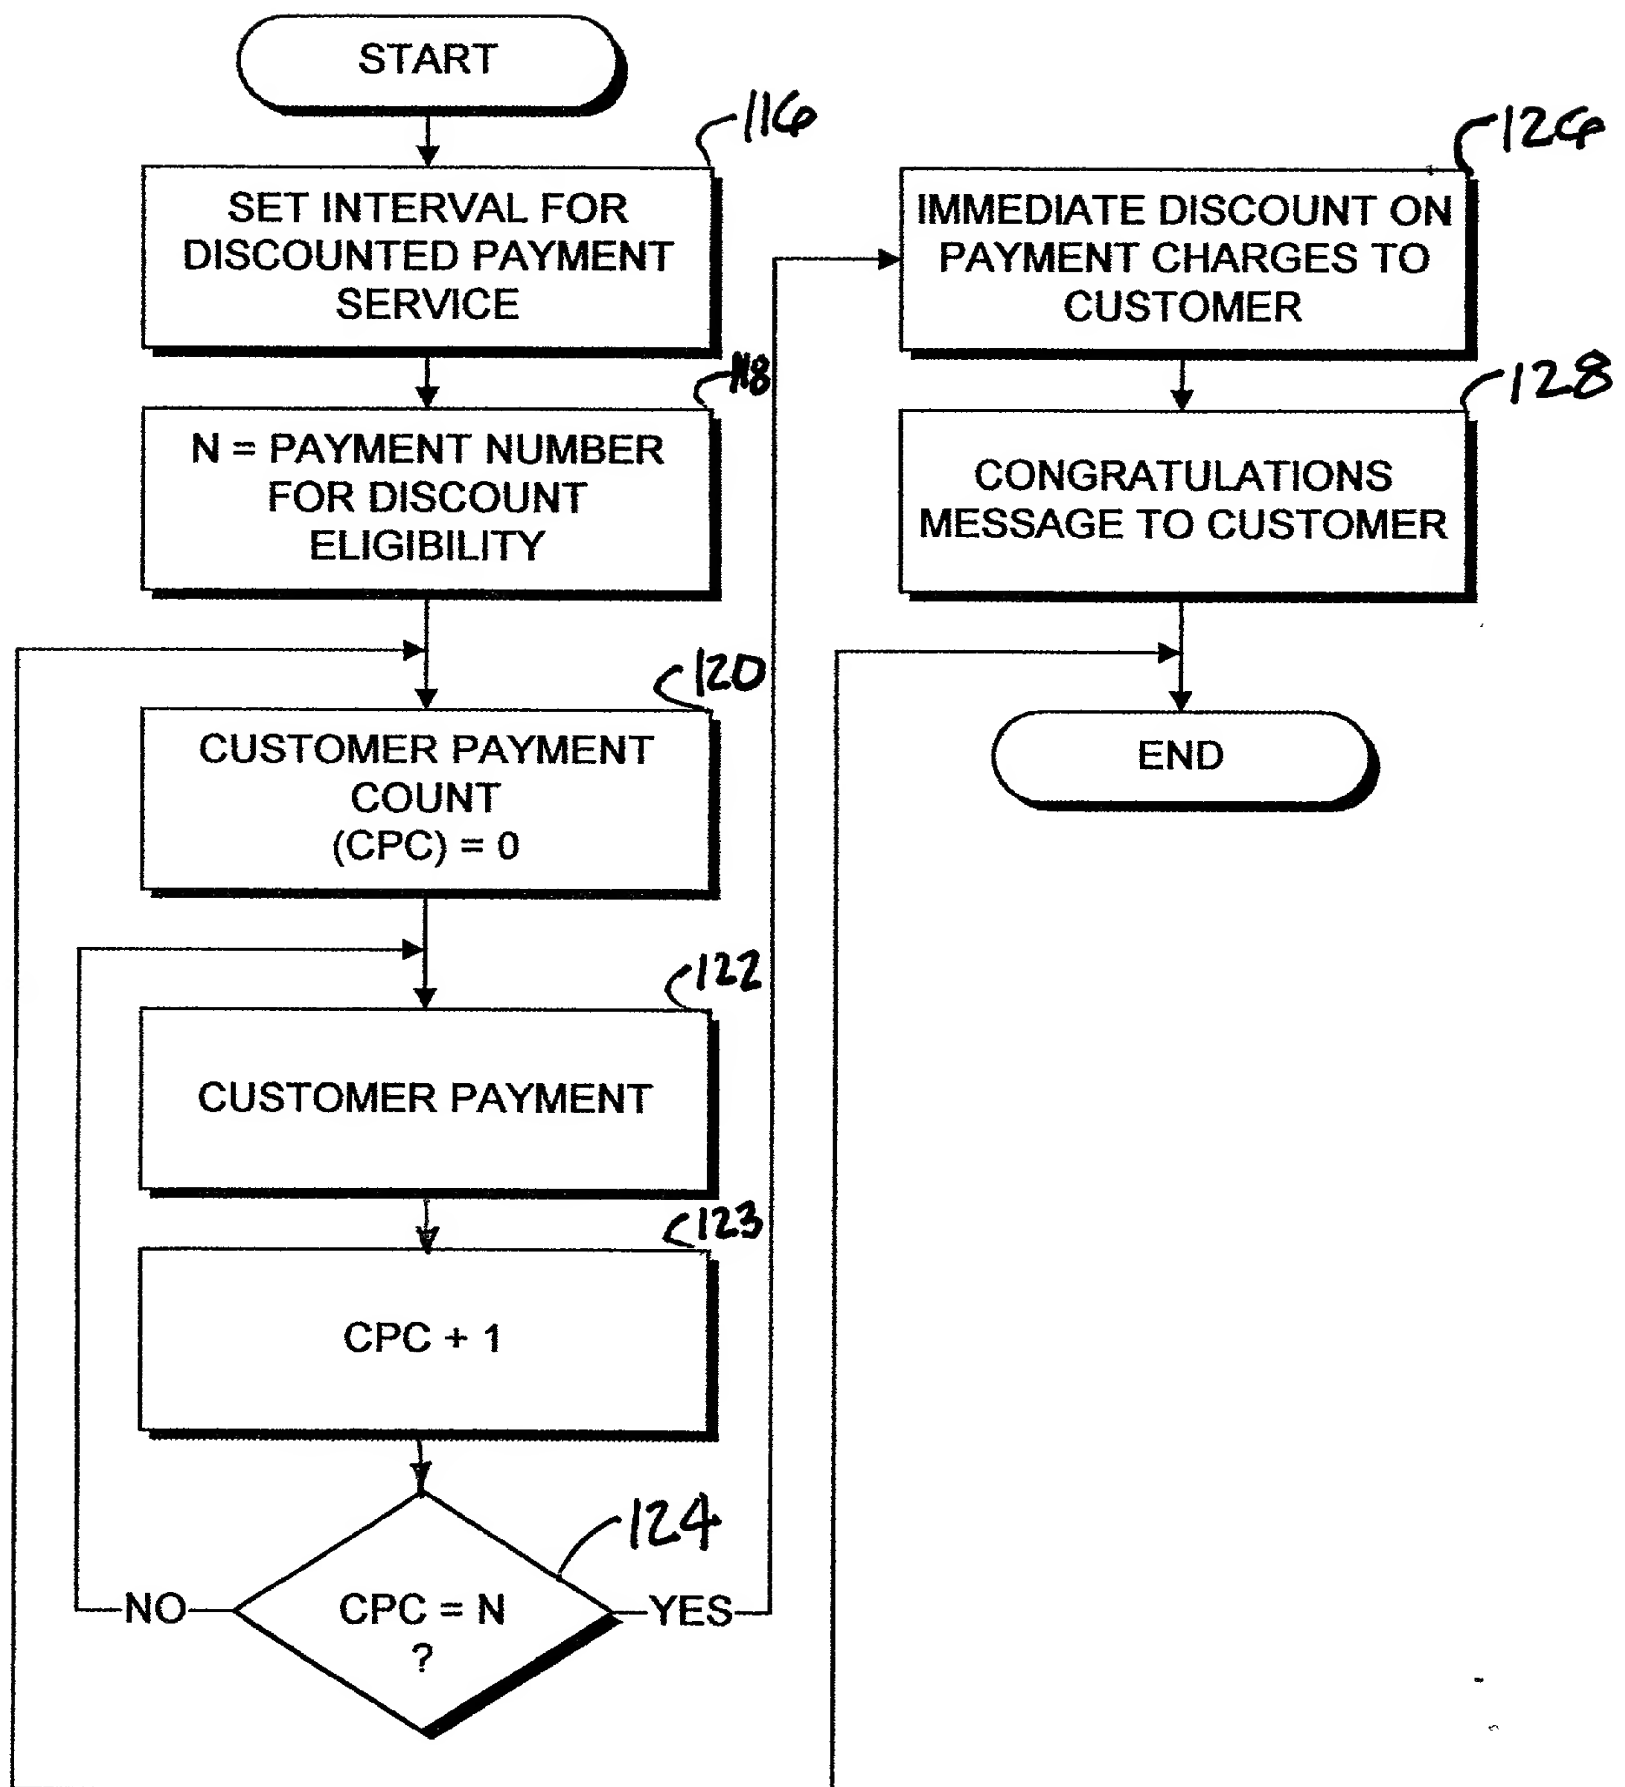 START
116
SET INTERVAL FOR
DISCOUNTED PAYMENT
SERVICE
118
N = PAYMENT NUMBER
FOR DISCOUNT
ELIGIBILITY
120
CUSTOMER PAYMENT
COUNT
(CPC) = 0
122
CUSTOMER PAYMENT
123
CPC + 1
124
CPC = N
?
NO
YES
126
IMMEDIATE DISCOUNT ON
PAYMENT CHARGES TO
CUSTOMER
128
CONGRATULATIONS
MESSAGE TO CUSTOMER
END